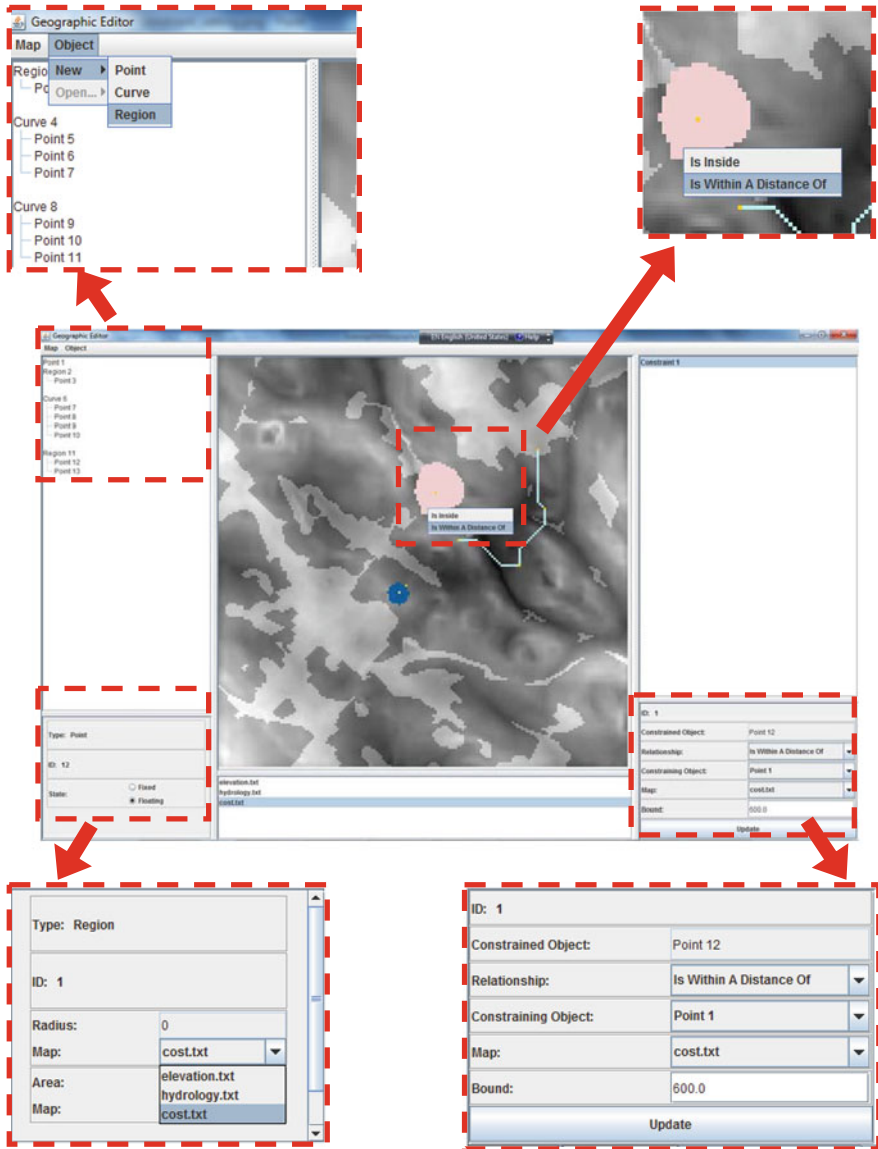 Geographic Editor
Map Object
New Point
Open... Curve
Region
Curve 4
Point 5
Point 6
Point 7
Curve 8
Point 9
Point 10
Point 11
Is Inside
Is Within A Distance Of
Geographic Editor
EN English (United States) Help
Map Object
Point 1
Region 2
Point 3
Curve 6
Point 7
Point 8
Point 9
Point 10
Region 11
Point 12
Point 13
Is Inside
Is Within A Distance Of
Constraint 1
Type: Point
ID: 12
State: Fixed
Floating
elevation.txt
hydrology.txt
cost.txt
ID: 1
Constrained Object: Point 12
Relationship: Is Within A Distance Of
Constraining Object: Point 1
Map: cost.txt
Bound: 600.0
Update
Type: Region
ID: 1
Radius: 0
Map: cost.txt
Area: elevation.txt
hydrology.txt
Map: cost.txt
ID: 1
Constrained Object: Point 12
Relationship: Is Within A Distance Of
Constraining Object: Point 1
Map: cost.txt
Bound: 600.0
Update